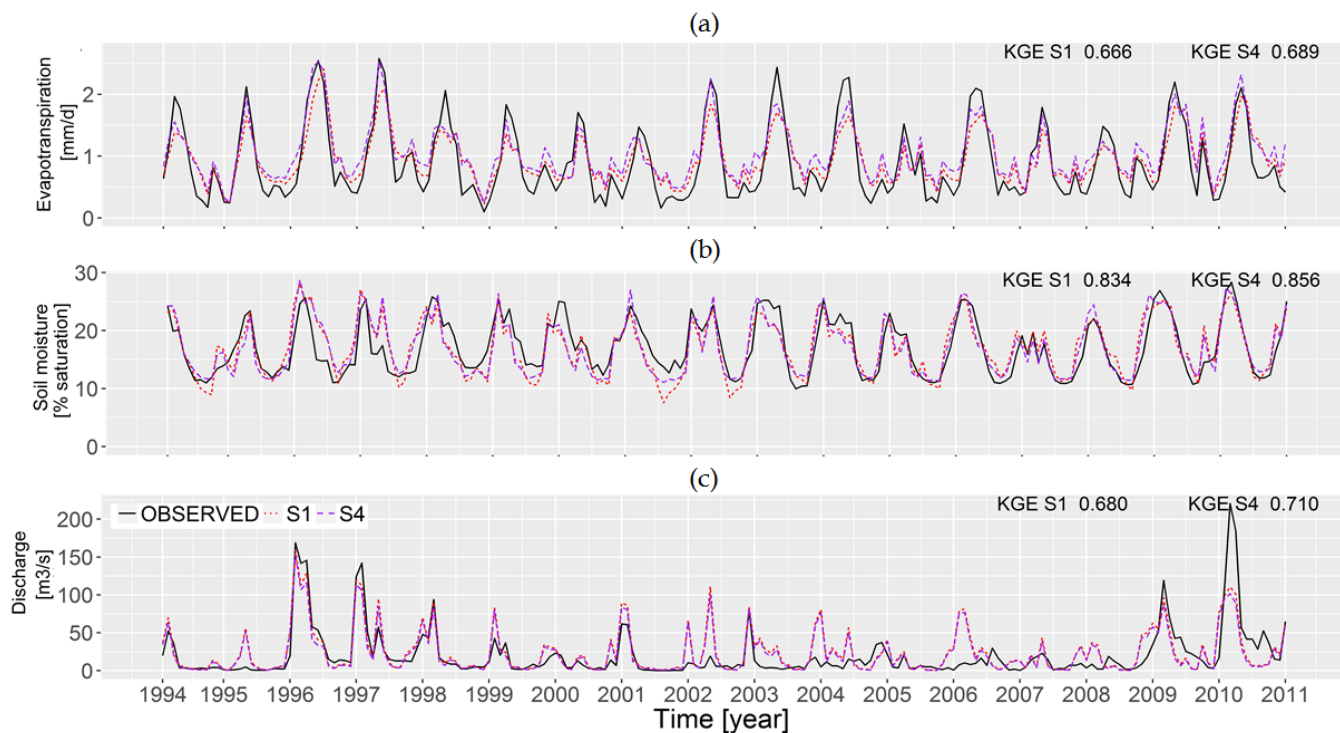 (a)
KGE S1 0.666 KGE S4 0.689
Evapotranspiration
[mm/d]
2
1
0
(b)
KGE S1 0.834 KGE S4 0.856
Soil moisture
[% saturation]
30
20
10
0
(c)
OBSERVED S1 S4 KGE S1 0.680 KGE S4 0.710
Discharge
[m3/s]
200
150
100
50
0
1994 1995 1996 1997 1998 1999 2000 2001 2002 2003 2004 2005 2006 2007 2008 2009 2010 2011
Time [year]